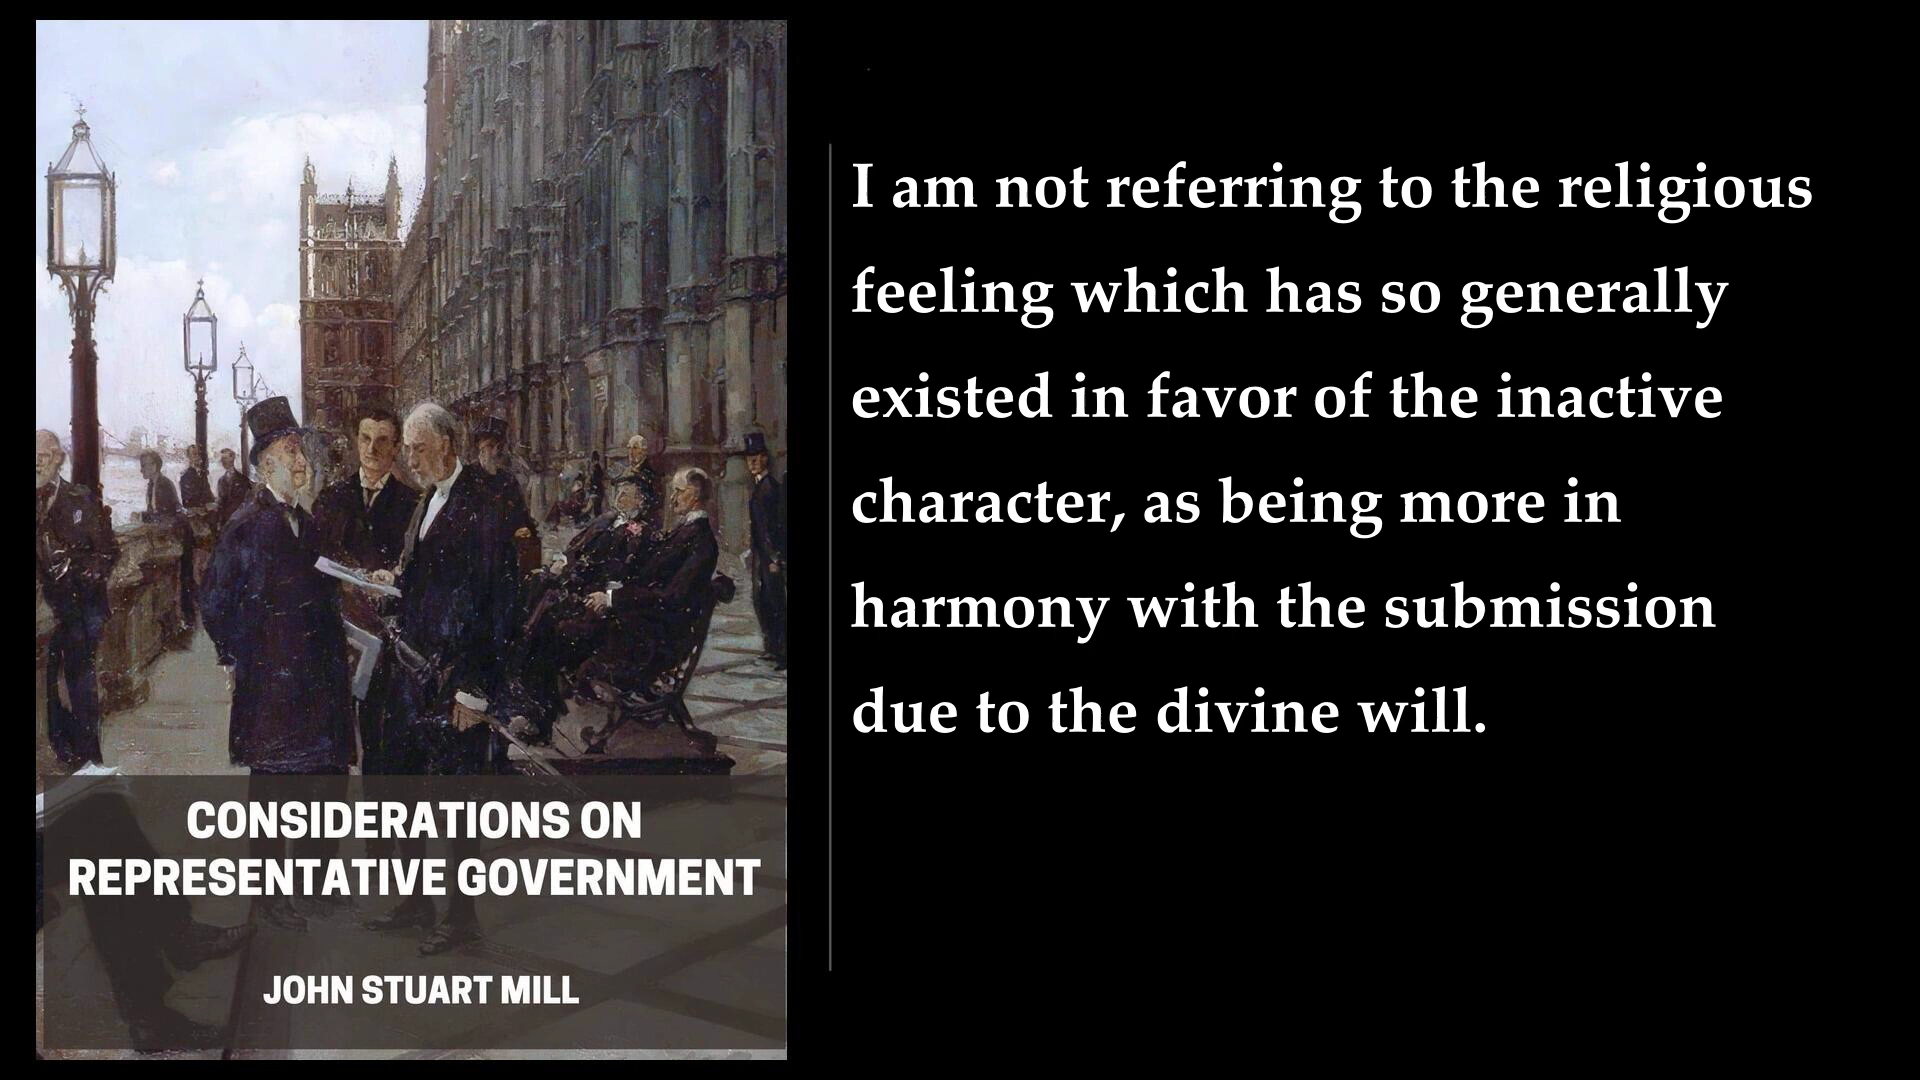 CONSIDERATIONS ON
REPRESENTATIVE GOVERNMENT
JOHN STUART MILL
I am not referring to the religious
feeling which has so generally
existed in favor of the inactive
character, as being more in
harmony with the submission
due to the divine will.